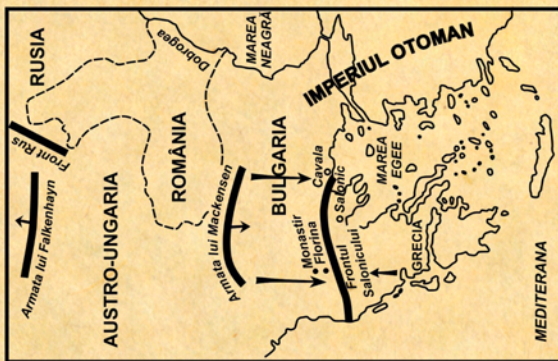 RUSIA
Front Rus
Armata lui Falkenhayn
AUSTRO-UNGARIA
ROMÂNIA
Dobrogea
MAREA
NEAGRĂ
Armata lui Mackensen
BULGARIA
IMPERIUL OTOMAN
Cavala
Salonic
Monastir
Florina
Frontul
Salonicului
MAREA
EGEE
GRECIA
MEDITERANA